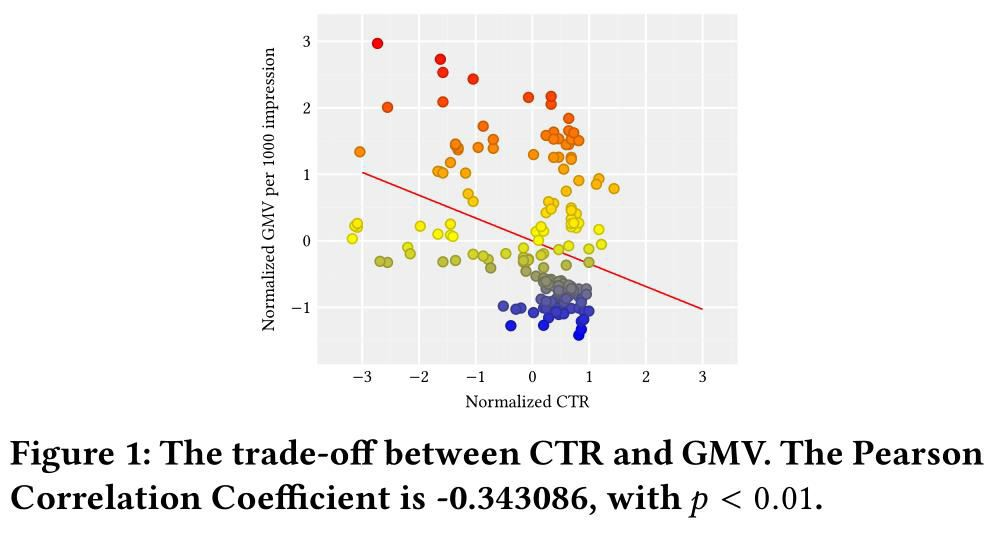 3
2
1
0
−1
Normalized GMV per 1000 impression
−3 −2 −1 0 1 2 3
Normalized CTR
Figure 1: The trade-off between CTR and GMV. The Pearson
Correlation Coefficient is -0.343086, with p < 0.01.